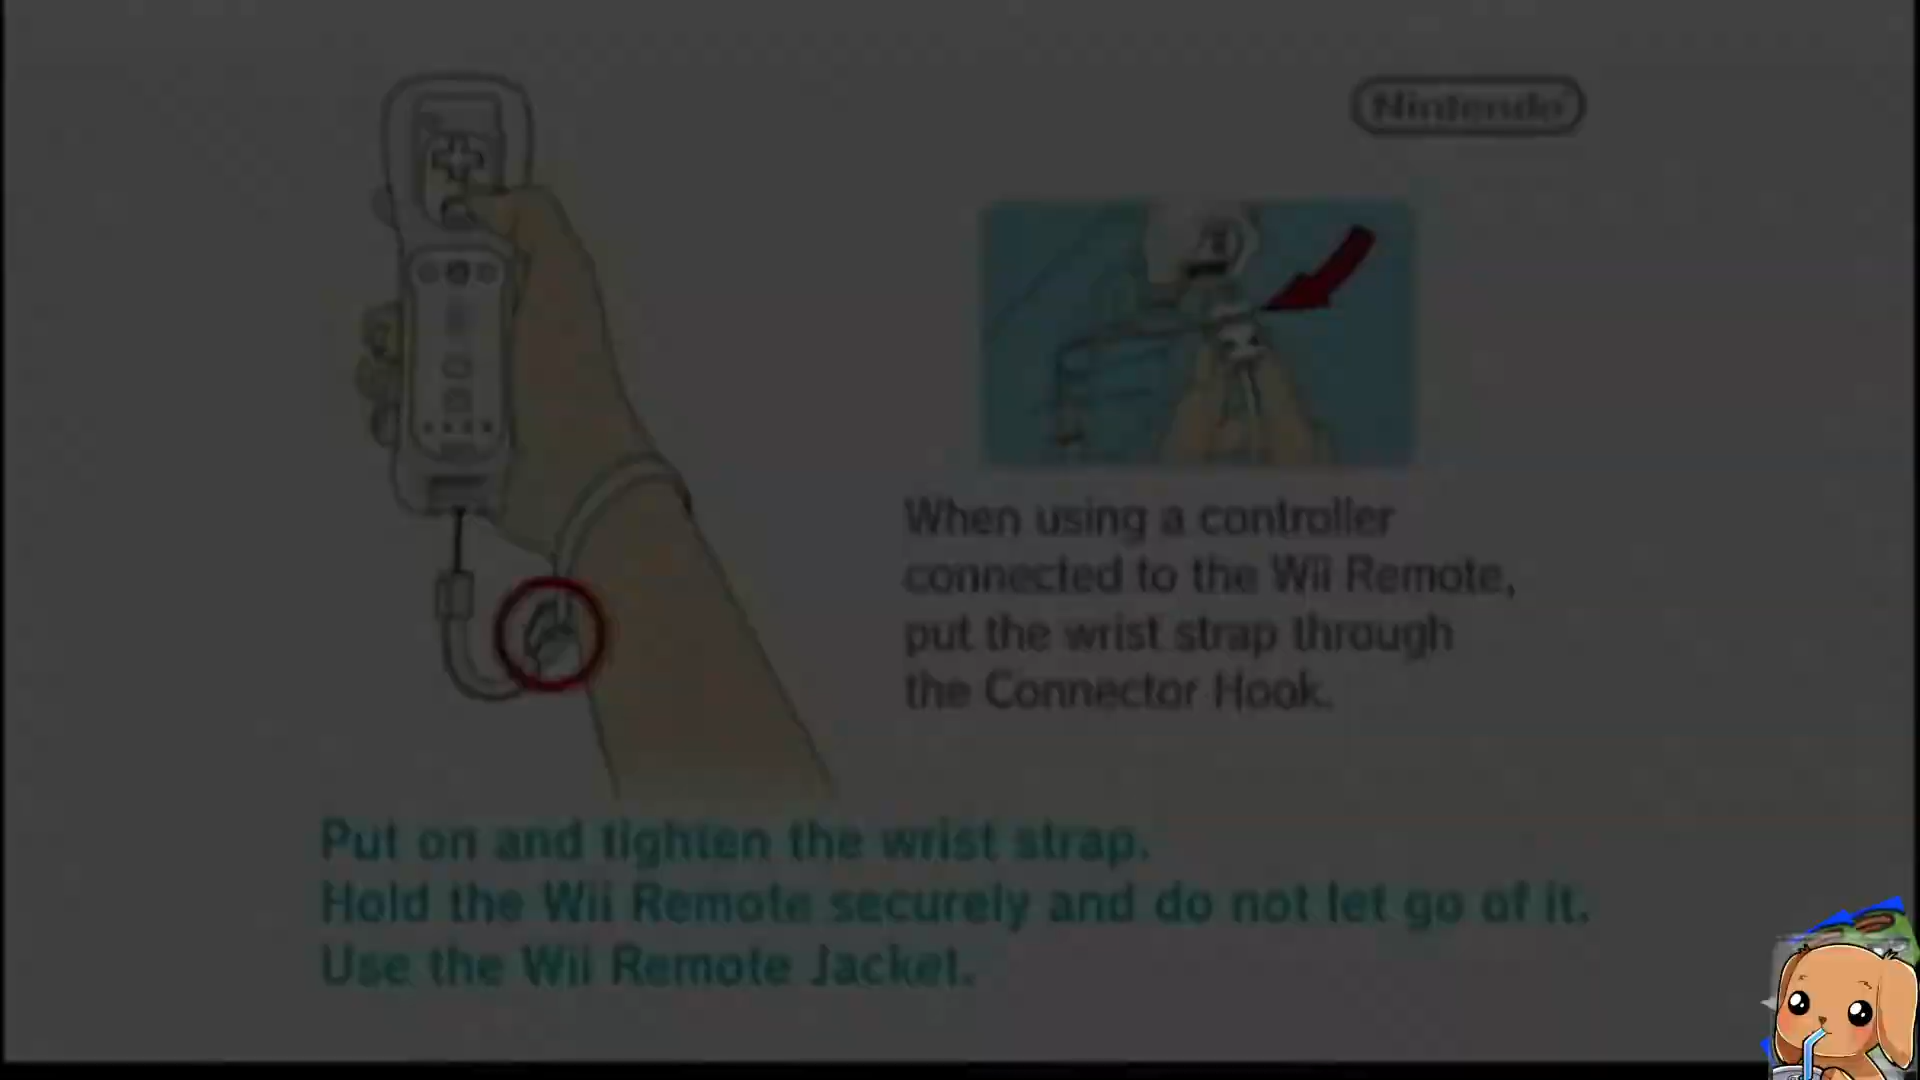 Nintendo
When using a controller
connected to the Wii Remote,
put the wrist strap through
the Connector Hook.
Put on and tighten the wrist strap.
Hold the Wii Remote securely and do not let go of it.
Use the Wii Remote Jacket.